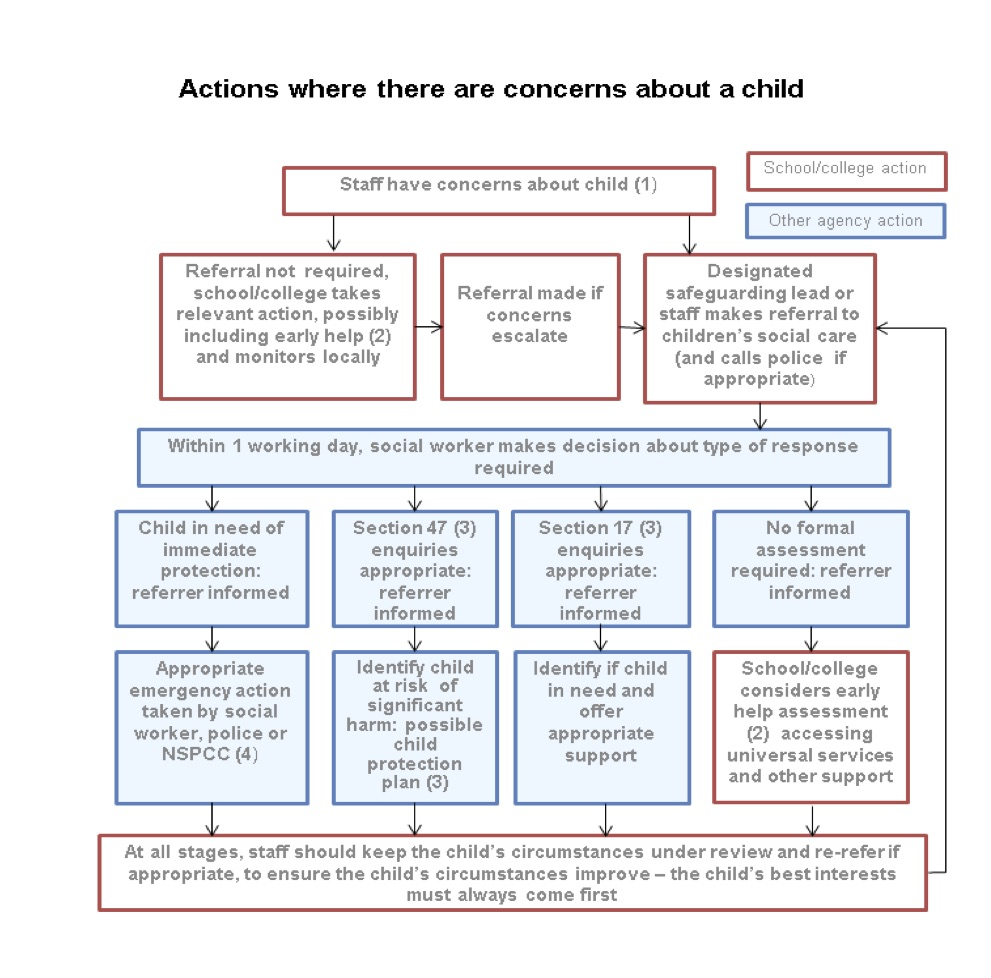 Actions where there are concerns about a child
School/college action
Staff have concerns about child (1)
Other agency action
Referral not required,
school/college takes
relevant action, possibly
including early help (2)
and monitors locally
Referral made if
concerns
escalate
Designated
safeguarding lead or
staff makes referral to
children's social care
(and calls police if
appropriate)
Within 1 working day, social worker makes decision about type of response
required
Child in need of
immediate
protection:
referrer informed
Section 47 (3)
enquiries
appropriate:
referrer
informed
Section 17 (3)
enquiries
appropriate:
referrer
informed
No formal
assessment
required: referrer
informed
Appropriate
emergency action
taken by social
worker, police or
NSPCC (4)
Identify child
at risk of
significant
harm: possible
child
protection
plan (3)
Identify if child
in need and
offer
appropriate
support
School/college
considers early
help assessment
(2) accessing
universal services
and other support
At all stages, staff should keep the child's circumstances under review and re-refer if
appropriate, to ensure the child's circumstances improve – the child's best interests
must always come first